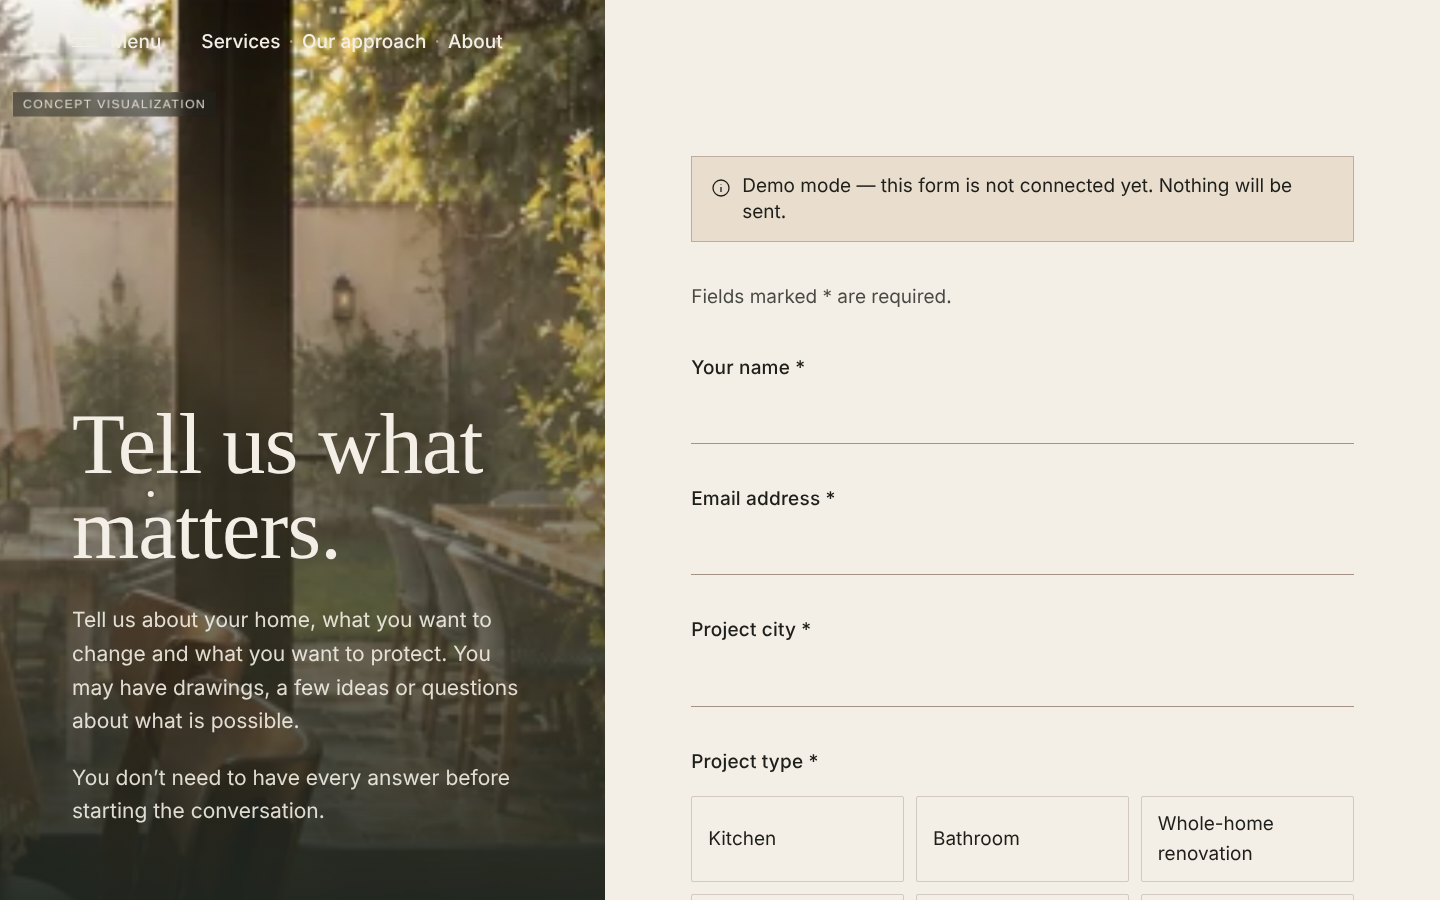 Menu
Services · Our approach · About
CONCEPT VISUALIZATION
Tell us what
matters.
Tell us about your home, what you want to
change and what you want to protect. You
may have drawings, a few ideas or questions
about what is possible.
You don’t need to have every answer before
starting the conversation.
Demo mode — this form is not connected yet. Nothing will be
sent.
Fields marked * are required.
Your name *
Email address *
Project city *
Project type *
Kitchen
Bathroom
Whole-home
renovation